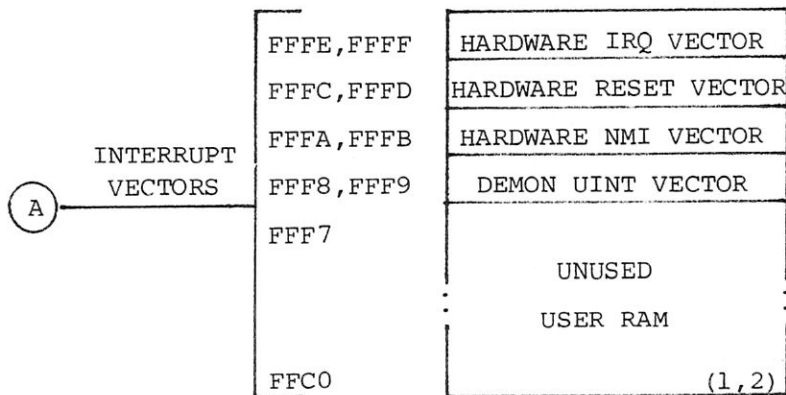 FFFE,FFFF HARDWARE IRQ VECTOR
FFFC,FFFD HARDWARE RESET VECTOR
FFFA,FFFB HARDWARE NMI VECTOR
INTERRUPT
VECTORS
A
FFF8,FFF9 DEMON UINT VECTOR
FFF7
UNUSED
USER RAM
FFC0 (1,2)